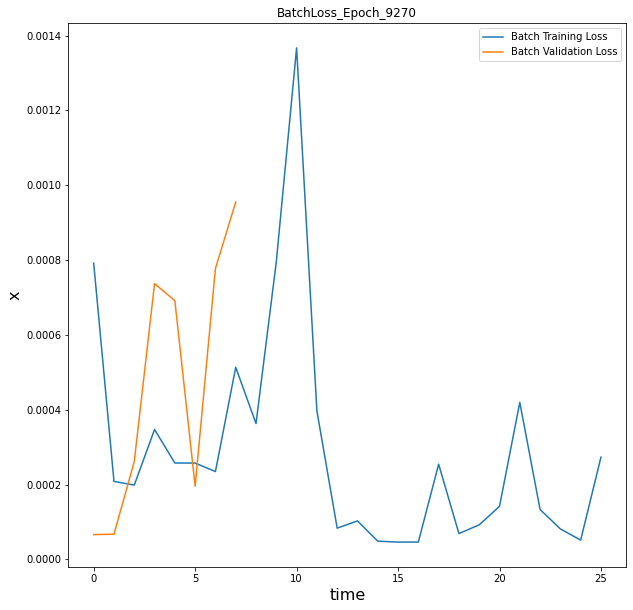 BatchLoss_Epoch_9270
Batch Training Loss
Batch Validation Loss
0.0014
0.0012
0.0010
0.0008
0.0006
0.0004
0.0002
0.0000
x
0 5 10 15 20 25
time